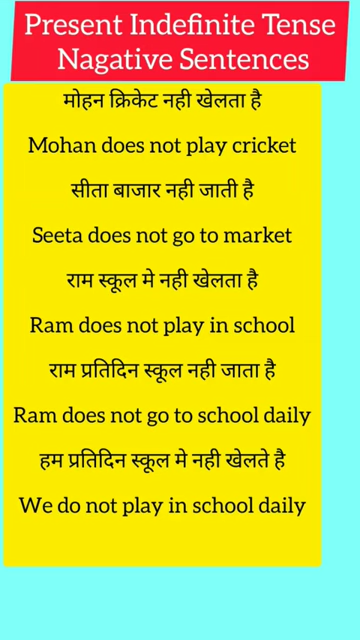 Present Indefinite Tense
Nagative Sentences
मोहन क्रिकेट नही खेलता है
Mohan does not play cricket
सीता बाजार नही जाती है
Seeta does not go to market
राम स्कूल मे नही खेलता है
Ram does not play in school
राम प्रतिदिन स्कूल नही जाता है
Ram does not go to school daily
हम प्रतिदिन स्कूल मे नही खेलते है
We do not play in school daily